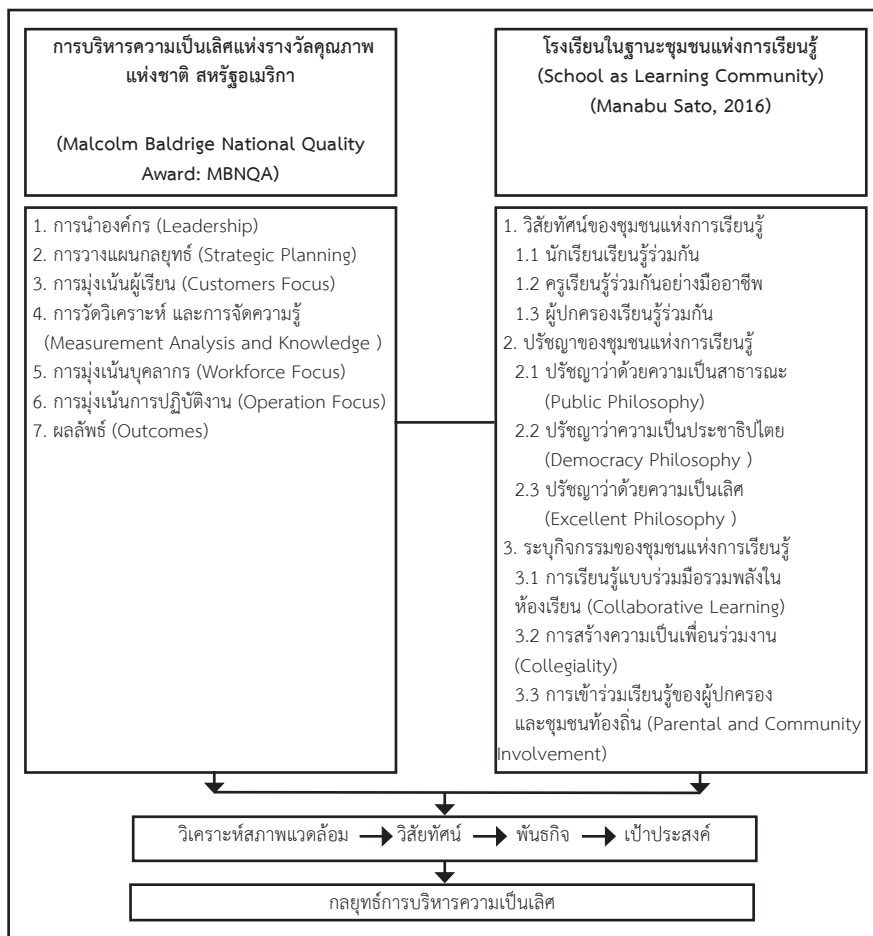 การบริหารความเป็นเลิศแห่งรางวัลคุณภาพ
แห่งชาติ สหรัฐอเมริกา
(Malcolm Baldrige National Quality
Award: MBNQA)
โรงเรียนในฐานะชุมชนแห่งการเรียนรู้
(School as Learning Community)
(Manabu Sato, 2016)
1. การนำองค์กร (Leadership)
2. การวางแผนกลยุทธ์ (Strategic Planning)
3. การมุ่งเน้นผู้เรียน (Customers Focus)
4. การวัดวิเคราะห์ และการจัดความรู้
(Measurement Analysis and Knowledge )
5. การมุ่งเน้นบุคลากร (Workforce Focus)
6. การมุ่งเน้นการปฏิบัติงาน (Operation Focus)
7. ผลลัพธ์ (Outcomes)
1. วิสัยทัศน์ของชุมชนแห่งการเรียนรู้
1.1 นักเรียนเรียนรู้ร่วมกัน
1.2 ครูเรียนรู้ร่วมกันอย่างมืออาชีพ
1.3 ผู้ปกครองเรียนรู้ร่วมกัน
2. ปรัชญาของชุมชนแห่งการเรียนรู้
2.1 ปรัชญาว่าด้วยความเป็นสาธารณะ
(Public Philosophy)
2.2 ปรัชญาว่าความเป็นประชาธิปไตย
(Democracy Philosophy )
2.3 ปรัชญาว่าด้วยความเป็นเลิศ
(Excellent Philosophy )
3. ระบุกิจกรรมของชุมชนแห่งการเรียนรู้
3.1 การเรียนรู้แบบร่วมมือรวมพลังใน
ห้องเรียน (Collaborative Learning)
3.2 การสร้างความเป็นเพื่อนร่วมงาน
(Collegiality)
3.3 การเข้าร่วมเรียนรู้ของผู้ปกครอง
และชุมชนท้องถิ่น (Parental and Community
Involvement)
วิเคราะห์สภาพแวดล้อม → วิสัยทัศน์ → พันธกิจ → เป้าประสงค์
กลยุทธ์การบริหารความเป็นเลิศ